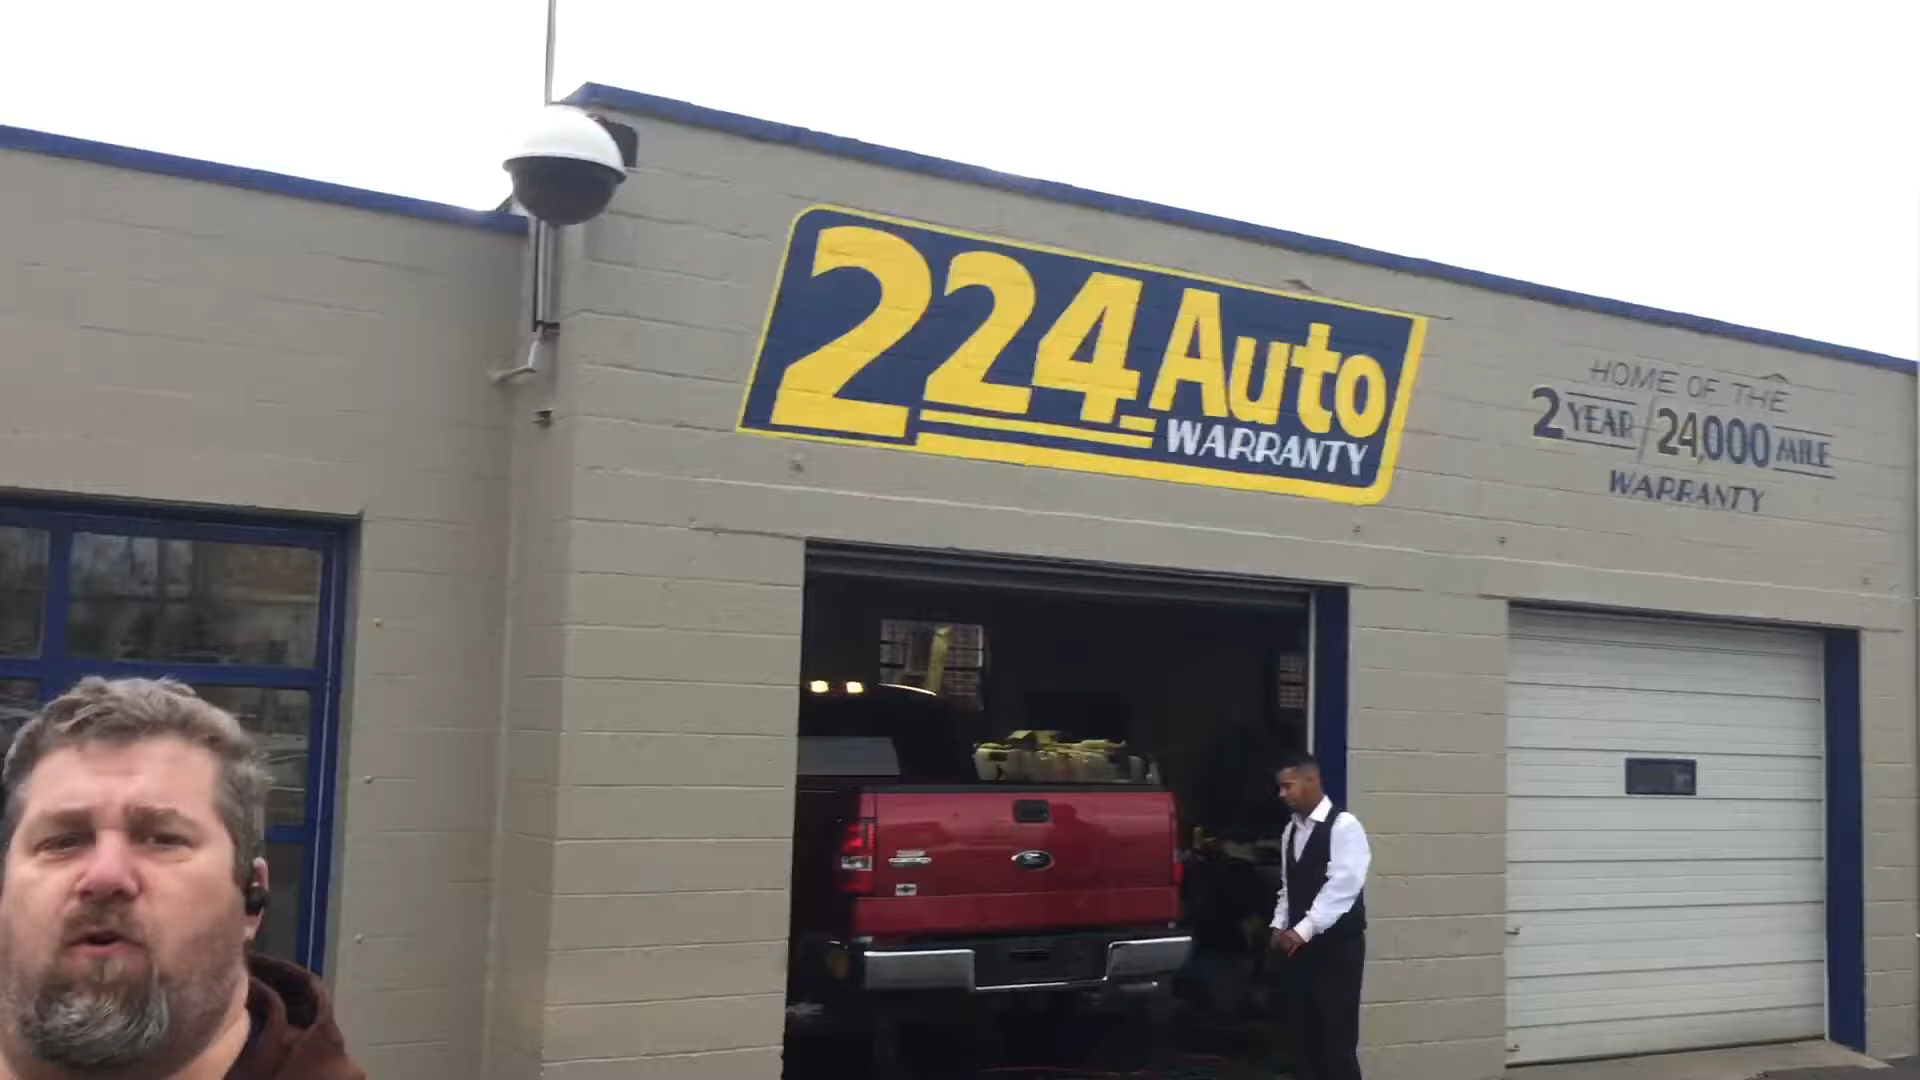 224 Auto
WARRANTY
HOME OF THE
2 YEAR / 24,000 MILE
WARRANTY